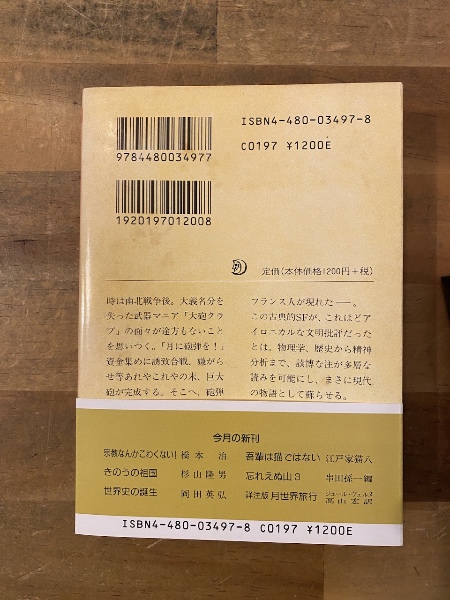 ISBN4-480-03497-8
9784480034977
C0197 ¥1200E
1920197012008
定価(本体価格1200円+税)
時は南北戦争後。大義名分を
失った武器マニア「大砲クラ
ブ」の面々が途方もないこと
を思いつく。「月に砲弾を!」
資金集めに誘致合戦、嫌がら
せ等あれやこれやの末、巨大
砲が完成する。そこへ、砲弾
フランス人が現れた——。
この古典的SFが、これほどア
イロニカルな文明批評だった
とは。物理学、歴史から精神
分析まで、該博な注が多層な
読みを可能にし、まさに現代
の物語として蘇らせる。
今月の新刊
宗教なんかこわくない! 橋本治
きのうの祖国 杉山隆男
世界史の誕生 岡田英弘
吾輩は猫ではない 江戸家猫八
忘れえぬ山3 串田孫一編
詳注版 月世界旅行 ジュール・ヴェルヌ 高山宏訳
ISBN4-480-03497-8 C0197 ¥1200E